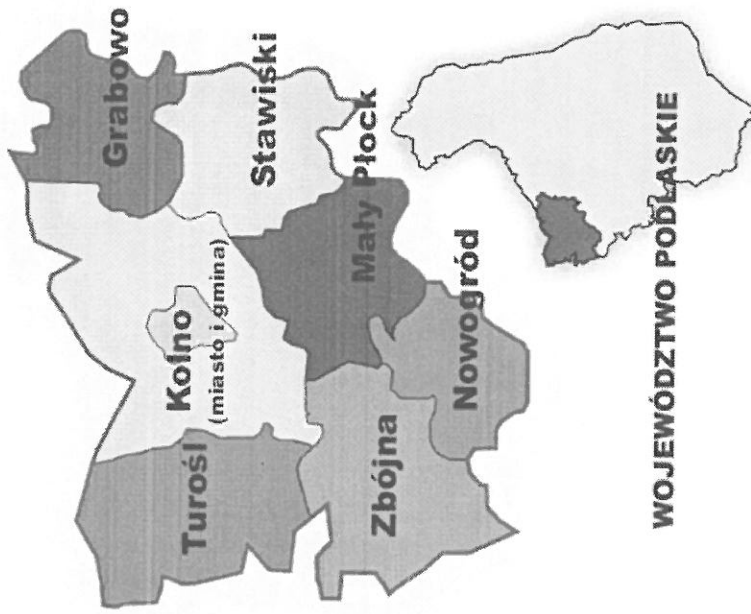 Grabowo
Kolno
(miasto i gmina)
Turośl
Stawiski
Mały Płock
Zbójna
Nowogród
WOJEWÓDZTWO PODLASKIE